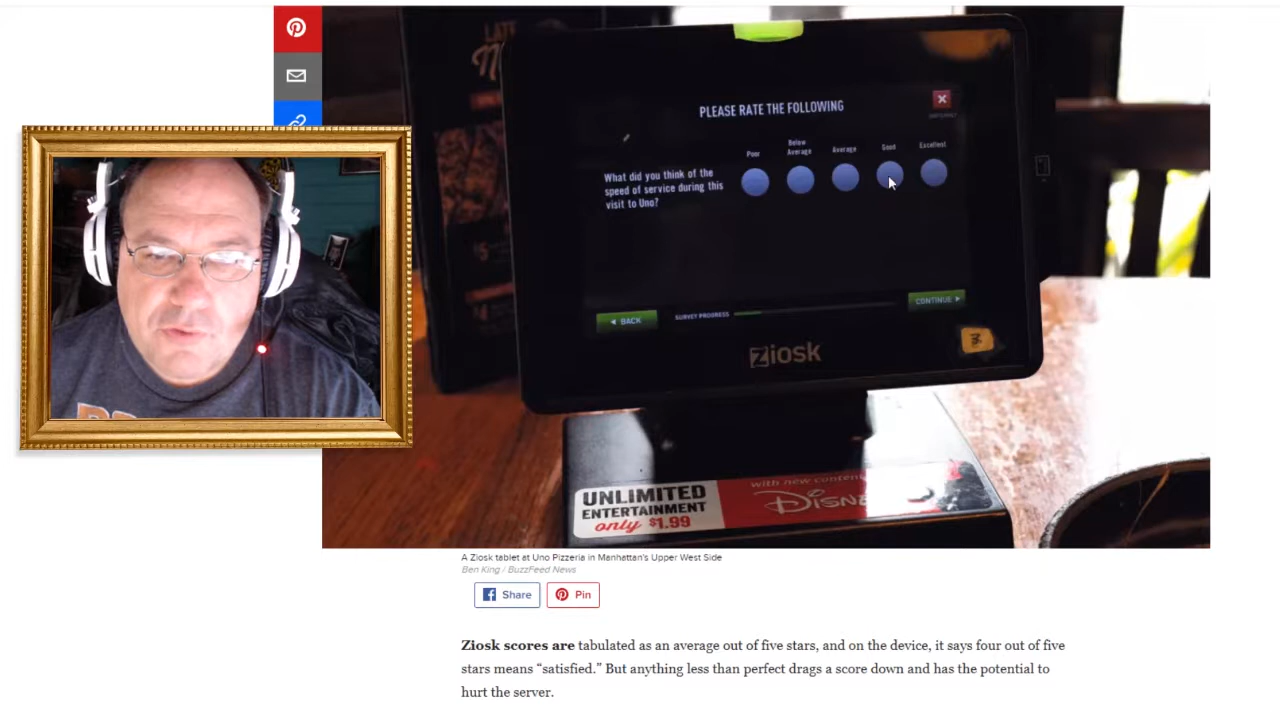 PLEASE RATE THE FOLLOWING
Poor
Below
Average
Average
Good
Excellent
What did you think of the
speed of service during this
visit to Uno?
BACK
SURVEY PROGRESS
CONTINUE
ziosk
UNLIMITED
ENTERTAINMENT
only $1.99
with new content
Disne
A Ziosk tablet at Uno Pizzeria in Manhattan's Upper West Side
Ben King / BuzzFeed News
Share
Pin
Ziosk scores are tabulated as an average out of five stars, and on the device, it says four out of five
stars means “satisfied.” But anything less than perfect drags a score down and has the potential to
hurt the server.